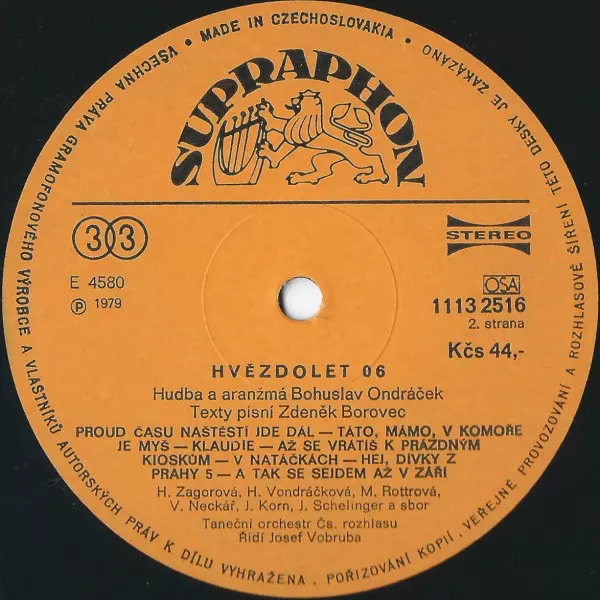 • MADE IN CZECHOSLOVAKIA •
VŠECHNA PRÁVA GRAMOFONOVÉHO VÝROBCE A VLASTNÍKŮ AUTORSKÝCH PRÁV K DÍLU VYHRAŽENA. POŘIZOVÁNÍ KOPIÍ, VEŘEJNÉ PROVOZOVÁNÍ A ROZHLASOVÉ ŠÍŘENÍ TÉTO DESKY JE ZAKÁZÁNO
SUPRAPHON
33
STEREO
E 4580
OSA
℗ 1979
1113 2516
2. strana
Kčs 44,-
HVĚZDOLET 06
Hudba a aranžmá Bohuslav Ondráček
Texty písní Zdeněk Borovec
PROUD ČASU NAŠTĚSTÍ JDE DÁL — TÁTO, MÁMO, V KOMOŘE
JE MYŠ — KLAUDIE — AŽ SE VRÁTÍŠ K PRÁZDNÝM
KIOSKŮM — V NATÁČKÁCH — HEJ, DÍVKY Z
PRAHY 5 — A TAK SE SEJDEM AŽ V ZÁŘÍ
H. Zagorová, H. Vondráčková, M. Rottrová,
V. Neckář, J. Korn, J. Schelinger a sbor
Taneční orchestr Čs. rozhlasu
Řídí Josef Vobruba